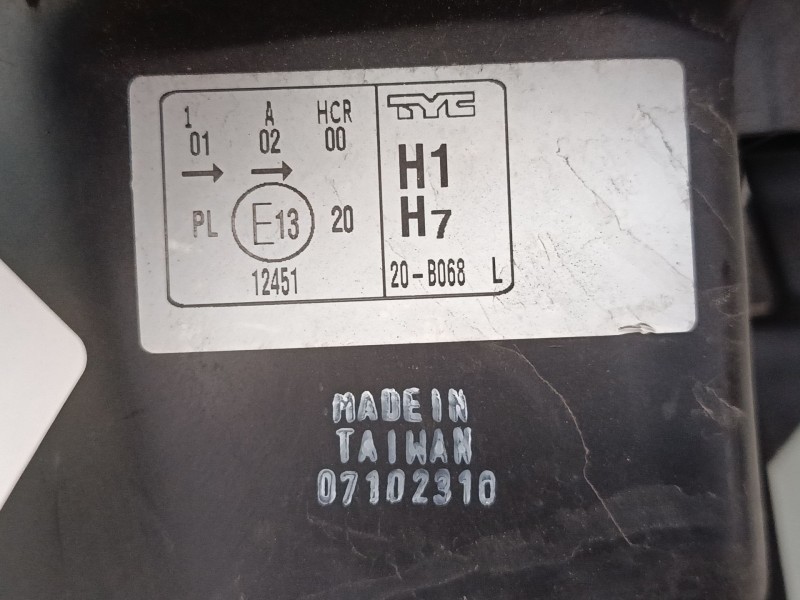 1 A HCR TYC
01 02 00
→ → H1
PL E13 20 H7
12451 20-B068 L
MADE IN
TAIWAN
07102310